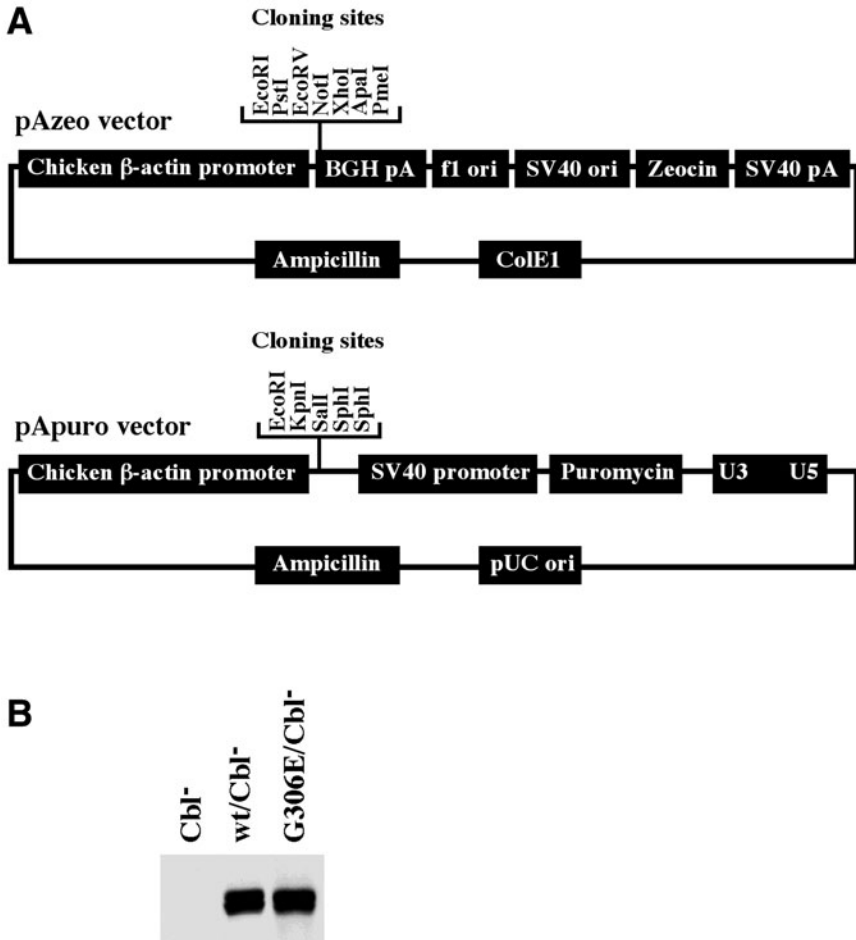 A
Cloning sites
EcoRI
PstI
EcoRV
NotI
XhoI
ApaI
PmeI
pAzeo vector
Chicken β-actin promoter
BGH pA
f1 ori
SV40 ori
Zeocin
SV40 pA
Ampicillin
ColE1
Cloning sites
EcoRI
KpnI
SalI
SphI
SphI
pApuro vector
Chicken β-actin promoter
SV40 promoter
Puromycin
U3 U5
Ampicillin
pUC ori
B
Cbl-
wt/Cbl-
G306E/Cbl-